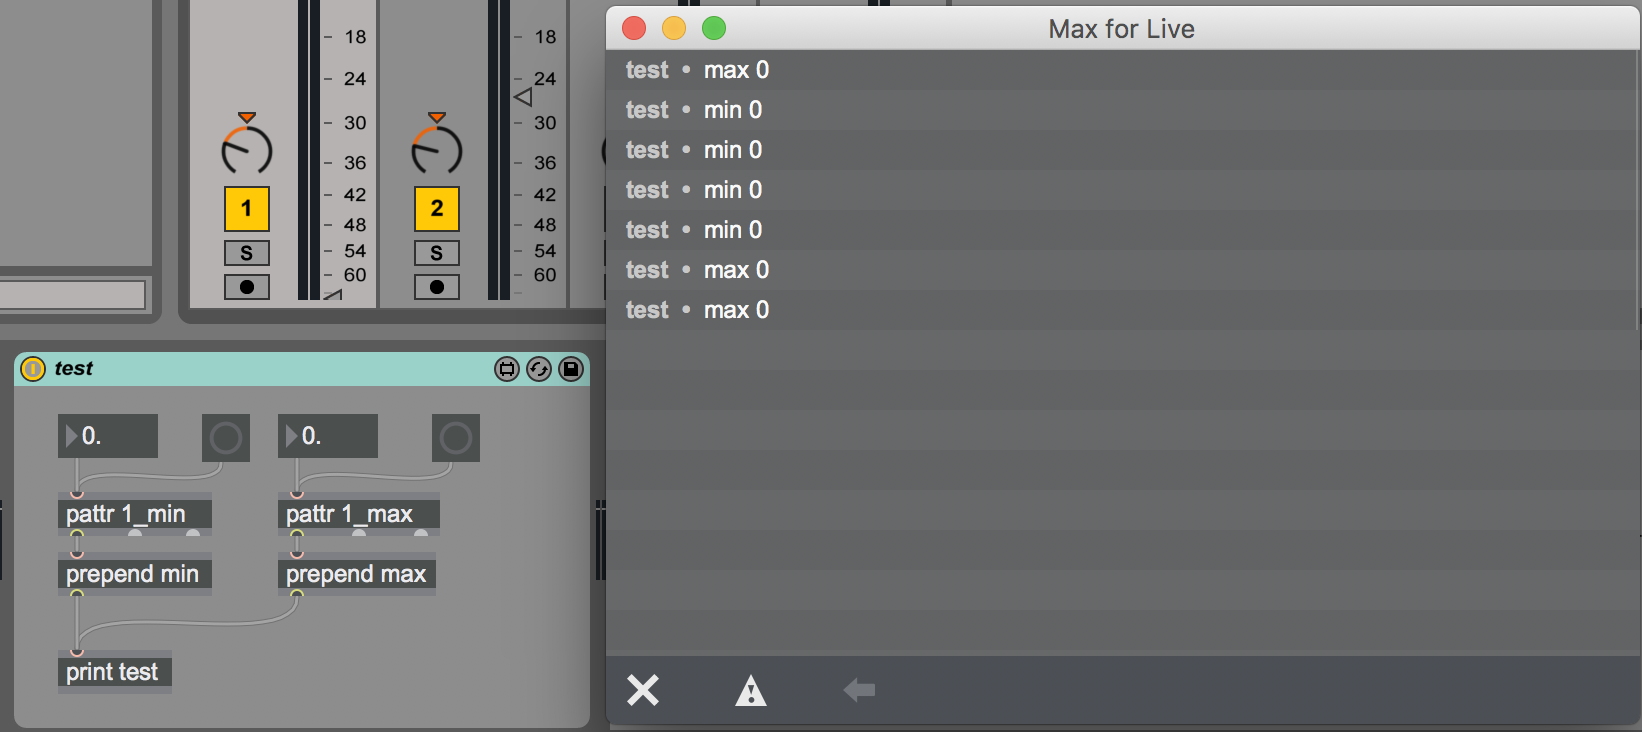 18
24
30
36
42
48
54
60
1
S
18
24
30
36
42
48
54
60
2
S
Max for Live
test • max 0
test • min 0
test • min 0
test • min 0
test • min 0
test • max 0
test • max 0
test
0.
0.
pattr 1_min
pattr 1_max
prepend min
prepend max
print test